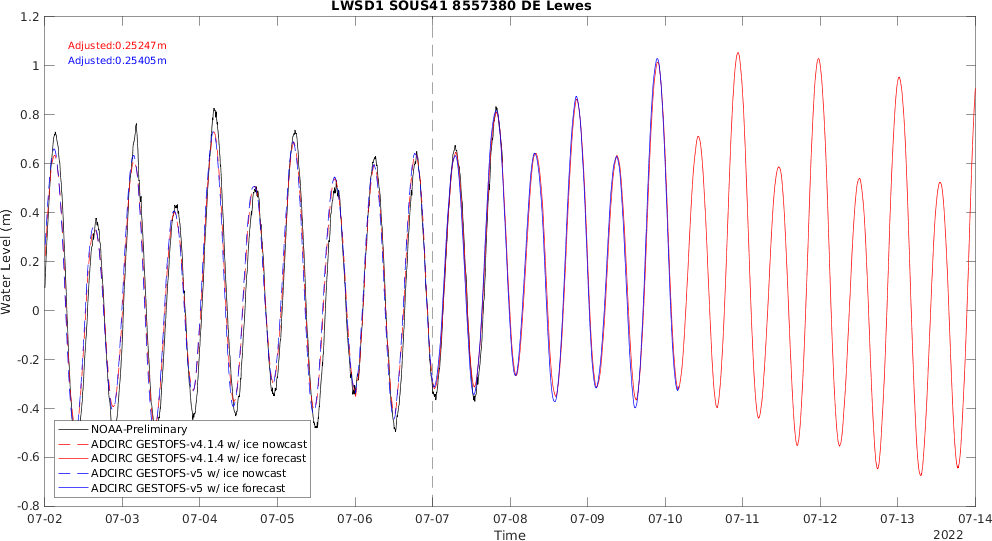 LWSD1 SOUS41 8557380 DE Lewes
1.2
Adjusted:0.25247m
Adjusted:0.25405m
1
0.8
0.6
0.4
0.2
0
-0.2
-0.4
-0.6
-0.8
Water Level (m)
NOAA-Preliminary
ADCIRC GESTOFS-v4.1.4 w/ ice nowcast
ADCIRC GESTOFS-v4.1.4 w/ ice forecast
ADCIRC GESTOFS-v5 w/ ice nowcast
ADCIRC GESTOFS-v5 w/ ice forecast
07-02 07-03 07-04 07-05 07-06 07-07 07-08 07-09 07-10 07-11 07-12 07-13 07-14
Time
2022